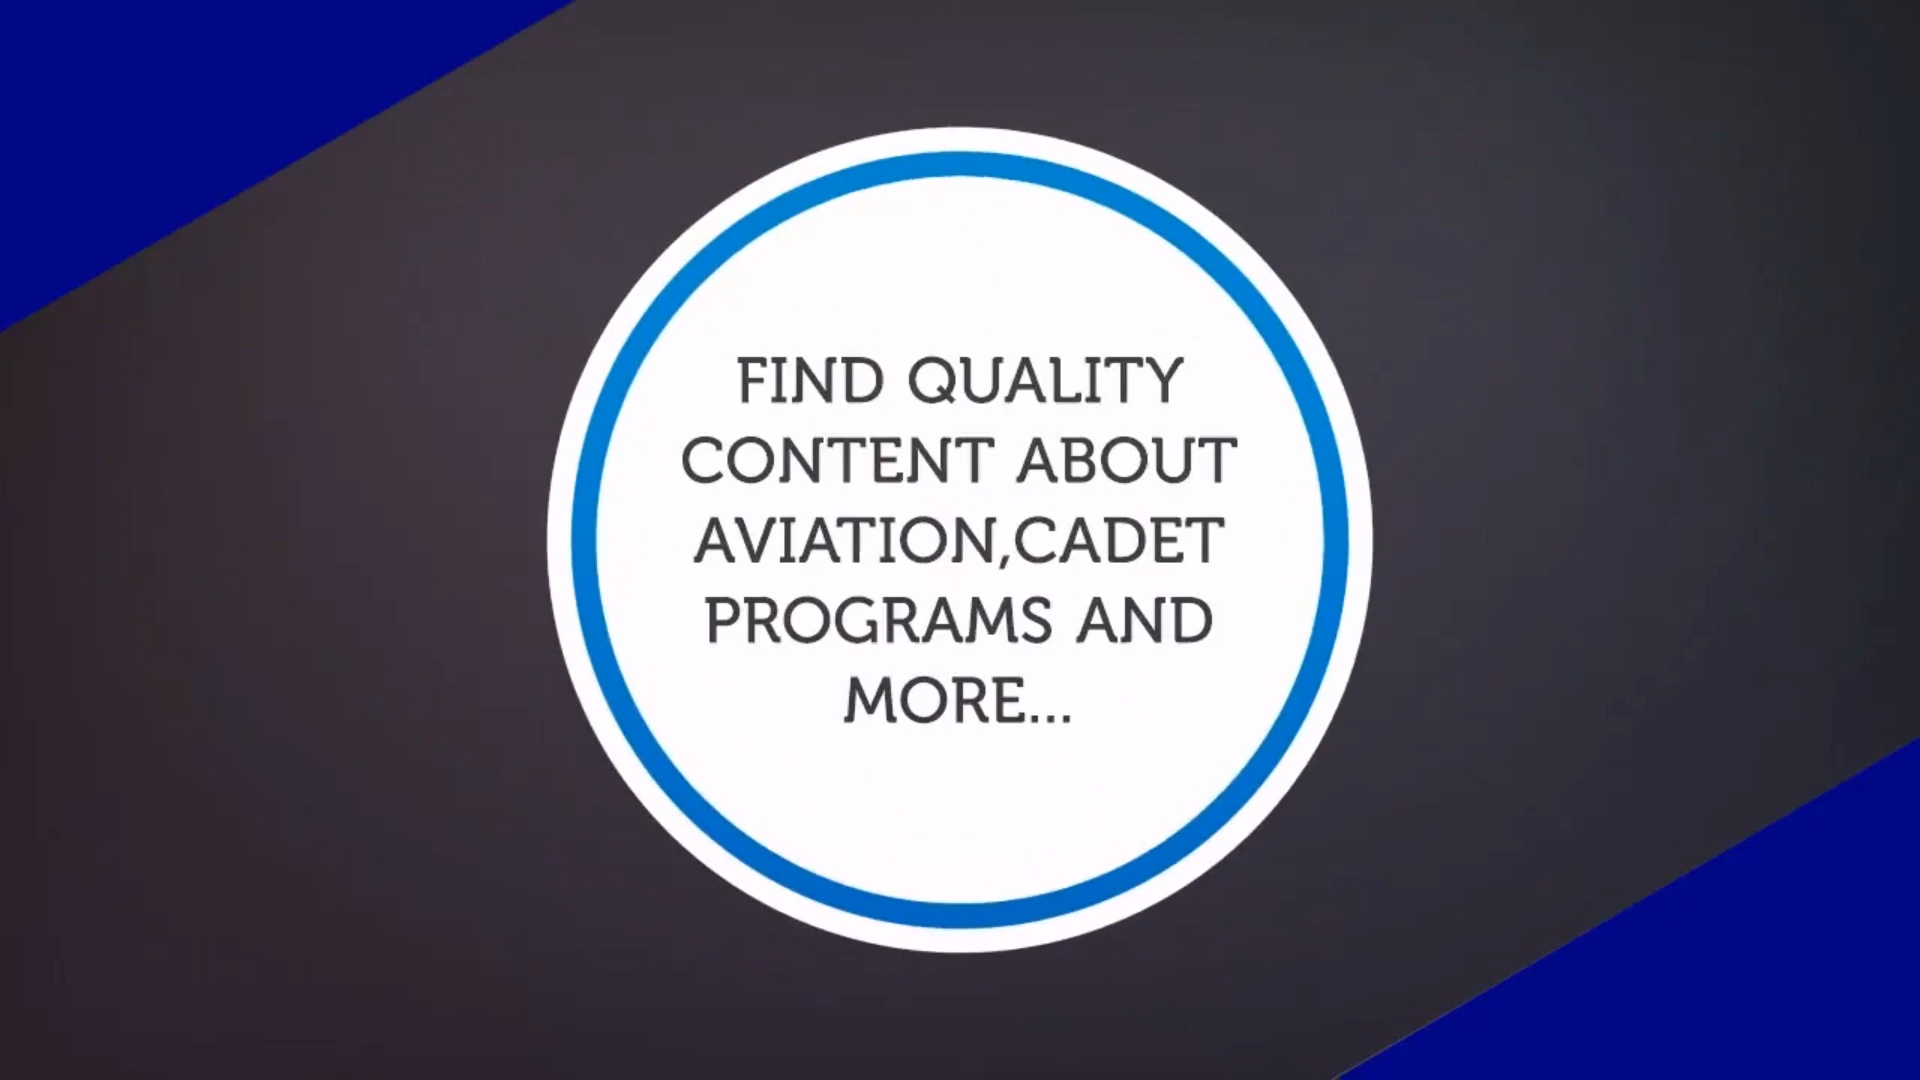 FIND QUALITY
CONTENT ABOUT
AVIATION,CADET
PROGRAMS AND
MORE...